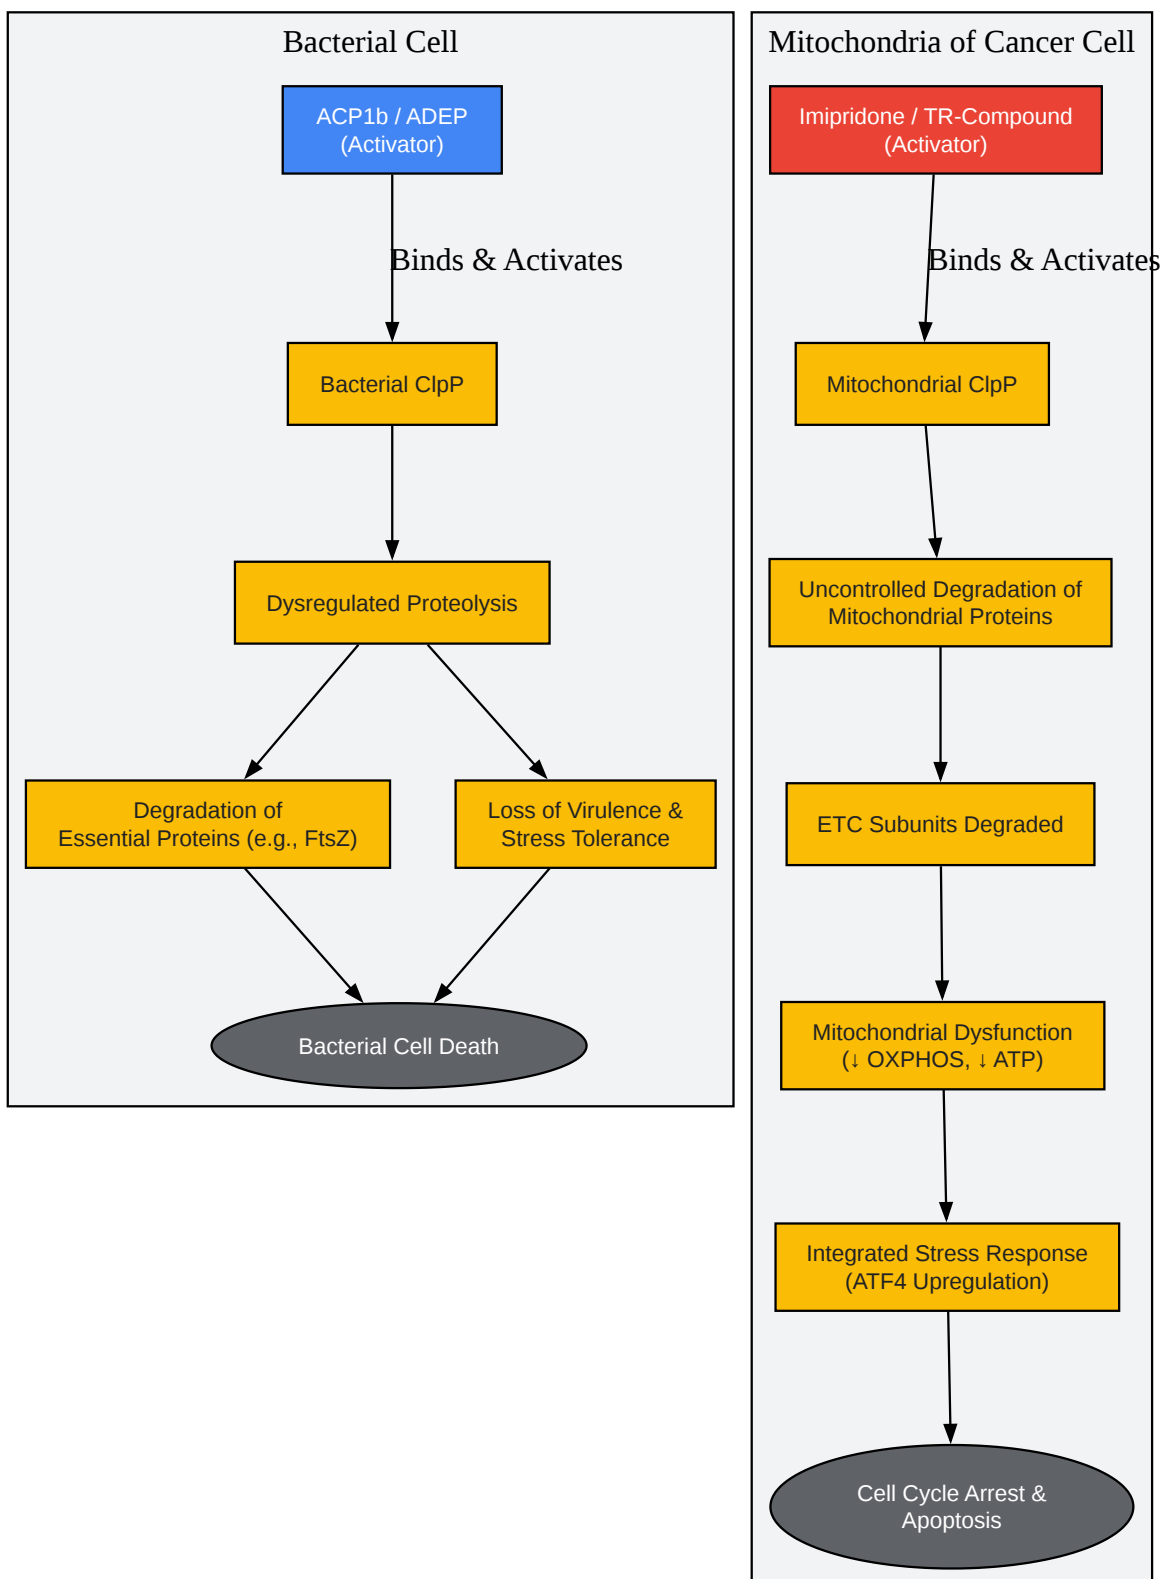 Bacterial Cell
ACP1b / ADEP
(Activator)
Binds & Activates
Bacterial ClpP
Dysregulated Proteolysis
Degradation of
Essential Proteins (e.g., FtsZ)
Loss of Virulence &
Stress Tolerance
Bacterial Cell Death
Mitochondria of Cancer Cell
Imipridone / TR-Compound
(Activator)
Binds & Activates
Mitochondrial ClpP
Uncontrolled Degradation of
Mitochondrial Proteins
ETC Subunits Degraded
Mitochondrial Dysfunction
(↓ OXPHOS, ↓ ATP)
Integrated Stress Response
(ATF4 Upregulation)
Cell Cycle Arrest &
Apoptosis